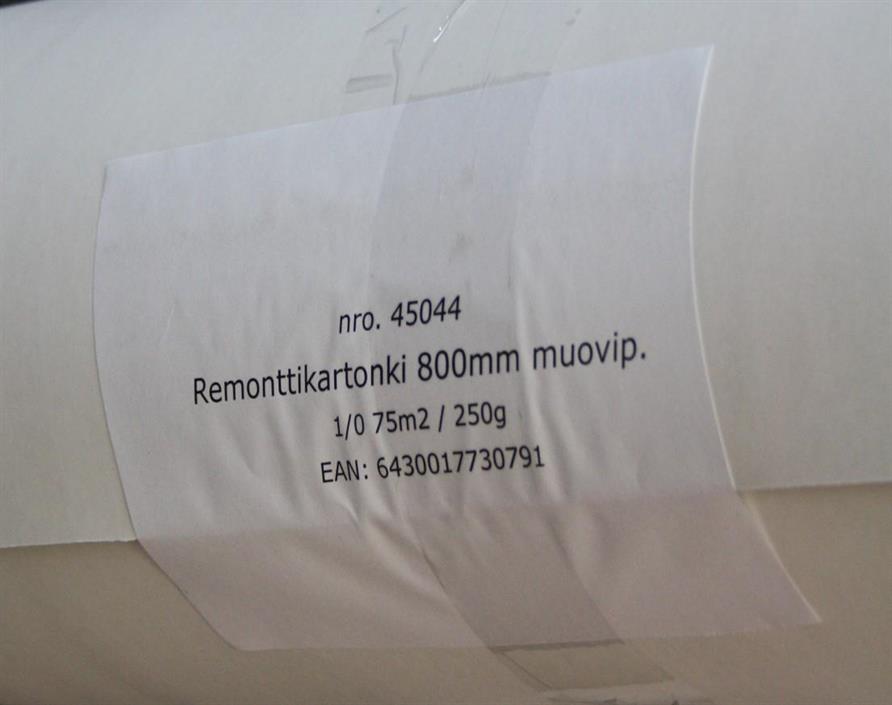 nro. 45044
Remonttikartonki 800mm muovip.
1/0 75m2 / 250g
EAN: 6430017730791